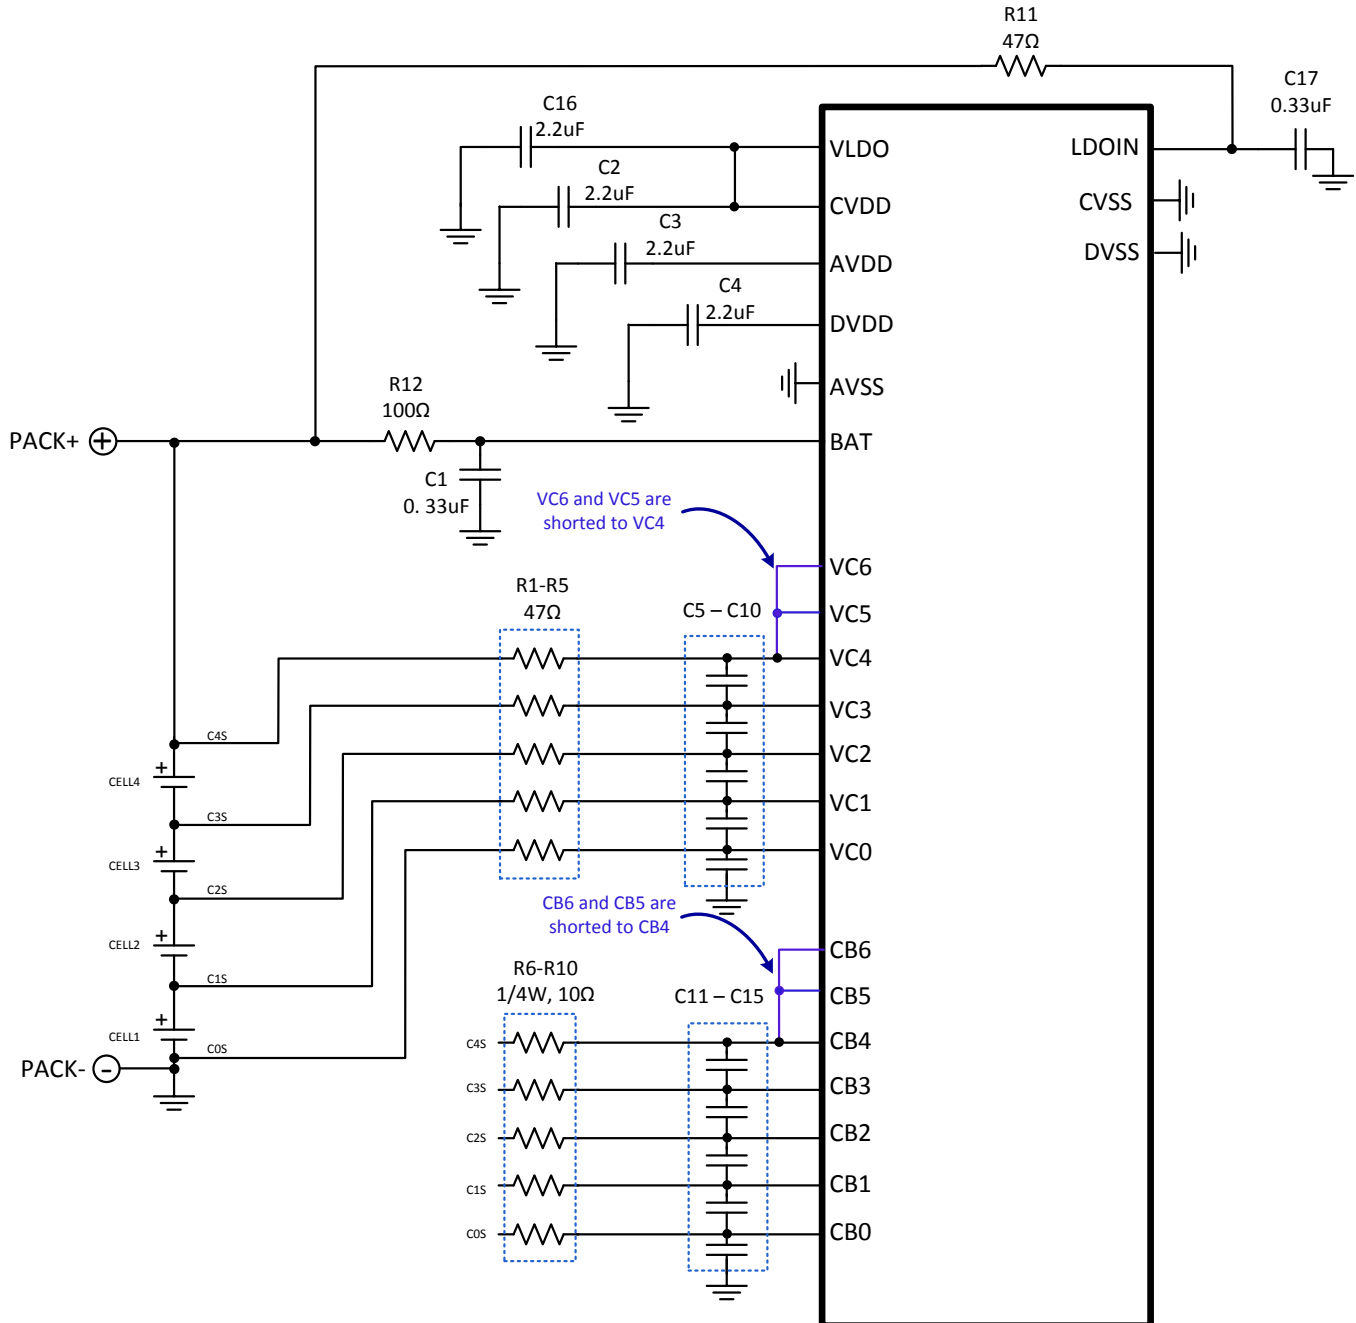 R11
47Ω
C17
0.33uF
C16
2.2uF
VLDO
LDOIN
C2
2.2uF
CVDD
CVSS
C3
2.2uF
AVDD
DVSS
C4
2.2uF
DVDD
AVSS
R12
100Ω
PACK+
+
BAT
C1
0. 33uF
VC6 and VC5 are
shorted to VC4
VC6
R1-R5
47Ω
C5 – C10
VC5
VC4
VC3
C4S
VC2
+
CELL4
VC1
C3S
VC0
+
CELL3
C2S
CB6 and CB5 are
shorted to CB4
+
CELL2
CB6
R6-R10
1/4W, 10Ω
C11 – C15
C1S
CB5
+
CELL1
C0S
C4S
CB4
PACK-
-
C3S
CB3
C2S
CB2
C1S
CB1
C0S
CB0